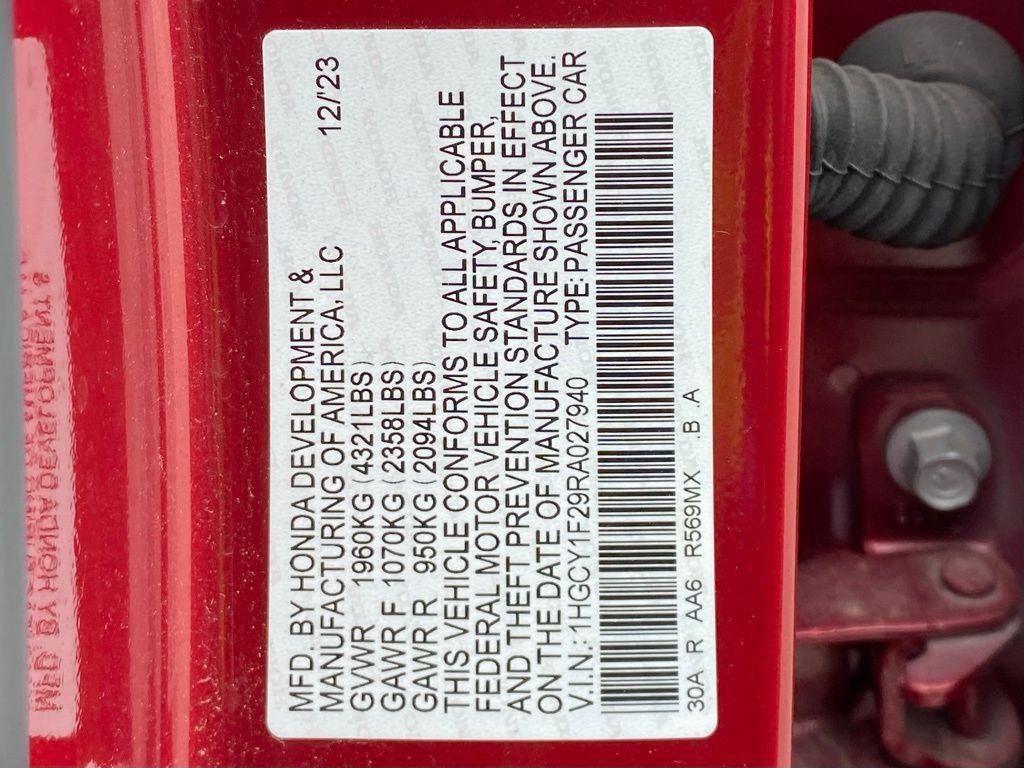 MFD. BY HONDA DEVELOPMENT &
MANUFACTURING OF AMERICA, LLC 12/'23
GVWR 1960KG (4321LBS)
GAWR F 1070KG (2358LBS)
GAWR R 950KG (2094LBS)
THIS VEHICLE CONFORMS TO ALL APPLICABLE
FEDERAL MOTOR VEHICLE SAFETY, BUMPER,
AND THEFT PREVENTION STANDARDS IN EFFECT
ON THE DATE OF MANUFACTURE SHOWN ABOVE.
V.I.N.: 1HGCY1F29RA027940 TYPE: PASSENGER CAR
30A R AA6 R569MX .B .A